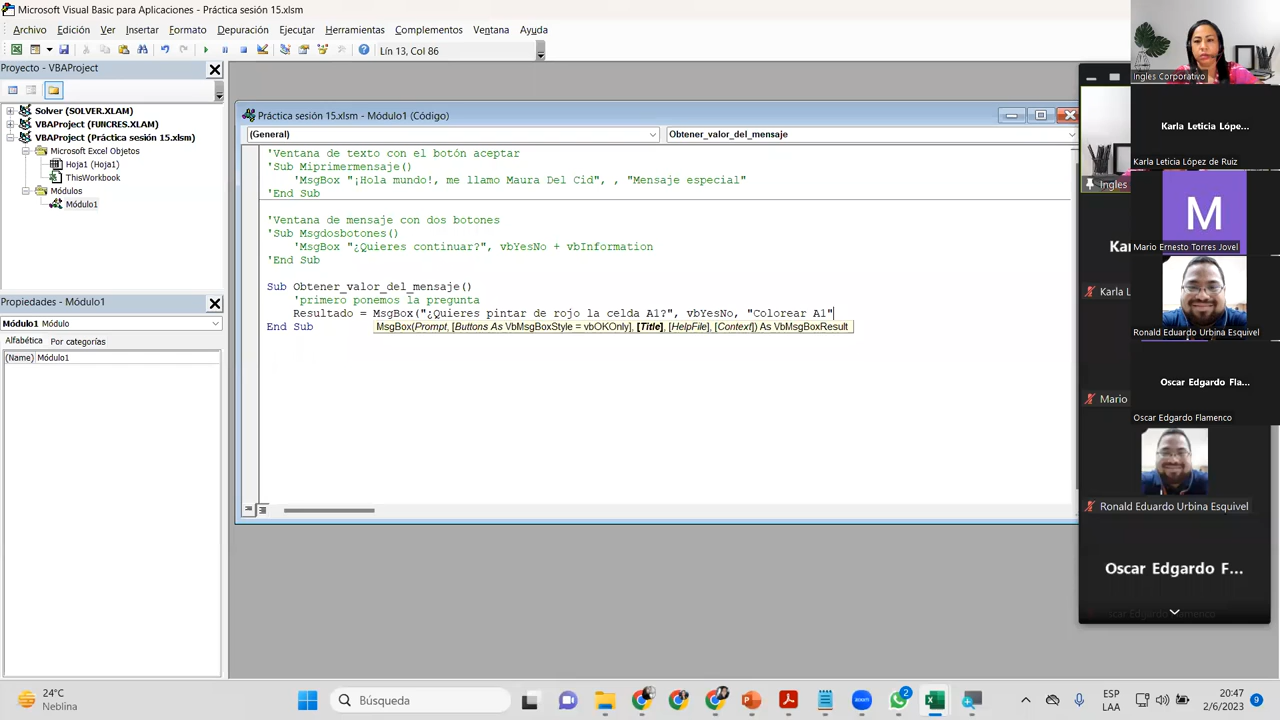 Microsoft Visual Basic para Aplicaciones - Práctica sesión 15.xlsm
Archivo Edición Ver Insertar Formato Depuración Ejecutar Herramientas Complementos Ventana Ayuda
Lín 13, Col 86
Proyecto - VBAProject
Solver (SOLVER.XLAM)
VBAProject (FUNCRES.XLAM)
VBAProject (Práctica sesión 15.xlsm)
Microsoft Excel Objetos
Hoja1 (Hoja1)
ThisWorkbook
Módulos
Módulo1
Propiedades - Módulo1
Módulo1 Módulo
Alfabética Por categorías
(Name) Módulo1
Práctica sesión 15.xlsm - Módulo1 (Código)
(General) Obtener_valor_del_mensaje
'Ventana de texto con el botón aceptar
'Sub Miprimermensaje()
'MsgBox "¡Hola mundo!, me llamo Maura Del Cid", , "Mensaje especial"
'End Sub
'Ventana de mensaje con dos botones
'Sub Msgdosbotones()
'MsgBox "¿Quieres continuar?", vbYesNo + vbInformation
'End Sub
Sub Obtener_valor_del_mensaje()
'primero ponemos la pregunta
Resultado = MsgBox("¿Quieres pintar de rojo la celda A1?", vbYesNo, "Colorear A1"
End Sub
MsgBox(Prompt, [Buttons As VbMsgBoxStyle = vbOKOnly], [Title], [HelpFile], [Context]) As VbMsgBoxResult
Ingles Corporativo
Karla Leticia Lópe...
Karla Leticia López de Ruiz
Ingles
M
Mario Ernesto Torres Jovel
Kar
Karla L
Ronald Eduardo Urbina Esquivel
Oscar Edgardo Fla...
Mario
Oscar Edgardo Flamenco
Ronald Eduardo Urbina Esquivel
Oscar Edgardo F...
24°C
Neblina
Búsqueda
2
ESP
LAA
20:47
2/6/2023
9